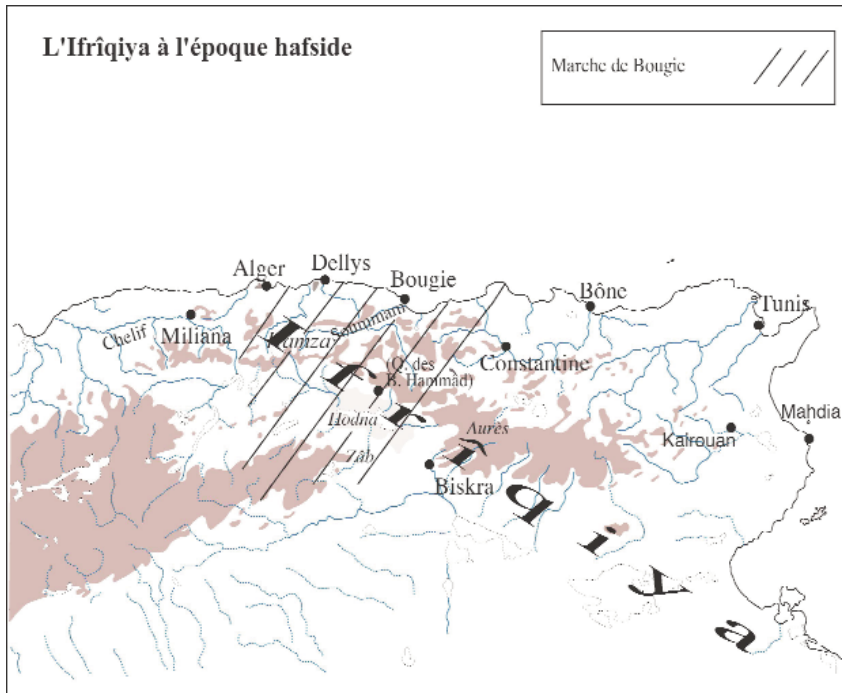 L'Ifrîqiya à l'époque hafside
Marche de Bougie
Alger
Dellys
Bougie
Bône
Tunis
Chelif
Miliana
Hamza
Soummam
Constantine
(Q. des
B. Hammâd)
Hodna
Aurès
Kairouan
Mahdia
Zâb
Biskra
Ifrîqiya